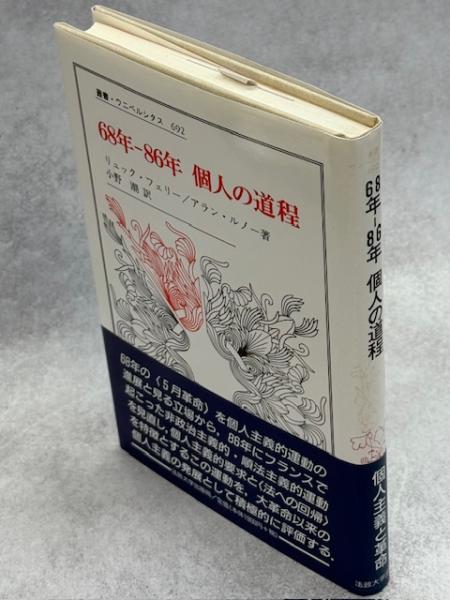 叢書・ウニベルシタス 692
68年-86年 個人の道程
リュック・フェリー/アラン・ルノー著
小野 潮 訳
68年の〈5月革命〉を個人主義的運動の
進展と見る立場から，86年にフランスで
起こった非政治主義的・順法主義的運動
を見直し，個人主義的要求と〈法への回帰〉
を特徴とするこの運動を，大革命以来の
個人主義の発展として積極的に評価する．
68年-86年 個人の道程
個人主義と革命
法政大学